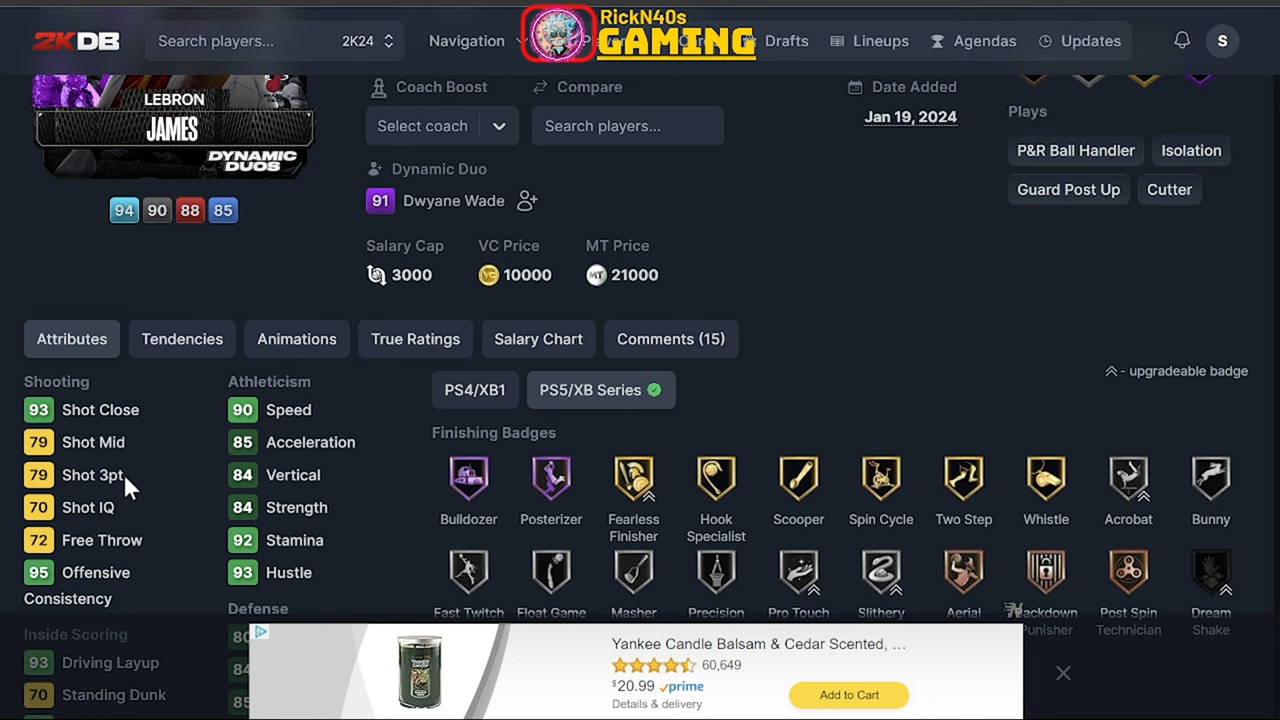 2KDB
Search players...
2K24
Navigation
RickN40s
GAMING
Drafts
Lineups
Agendas
Updates
S
LEBRON
JAMES
DYNAMIC
DUOS
94 90 88 85
Coach Boost
Compare
Select coach
Search players...
Dynamic Duo
91 Dwyane Wade
Salary Cap VC Price MT Price
3000 VC 10000 MT 21000
Date Added
Jan 19, 2024
Plays
P&R Ball Handler Isolation
Guard Post Up Cutter
Attributes Tendencies Animations True Ratings Salary Chart Comments (15)
- upgradeable badge
Shooting
93 Shot Close
79 Shot Mid
79 Shot 3pt
70 Shot IQ
72 Free Throw
95 Offensive
Consistency
Inside Scoring
93 Driving Layup
70 Standing Dunk
Athleticism
90 Speed
85 Acceleration
84 Vertical
84 Strength
92 Stamina
93 Hustle
Defense
80
84
85
PS4/XB1 PS5/XB Series
Finishing Badges
Bulldozer Posterizer Fearless Finisher Hook Specialist Scooper Spin Cycle Two Step Whistle Acrobat Bunny
Fast Twitch Float Game Masher Precision Pro Touch Slithery Aerial Backdown Punisher Post Spin Technician Dream Shake
Yankee Candle Balsam & Cedar Scented, ...
60,649
$20.99 prime
Details & delivery
Add to Cart